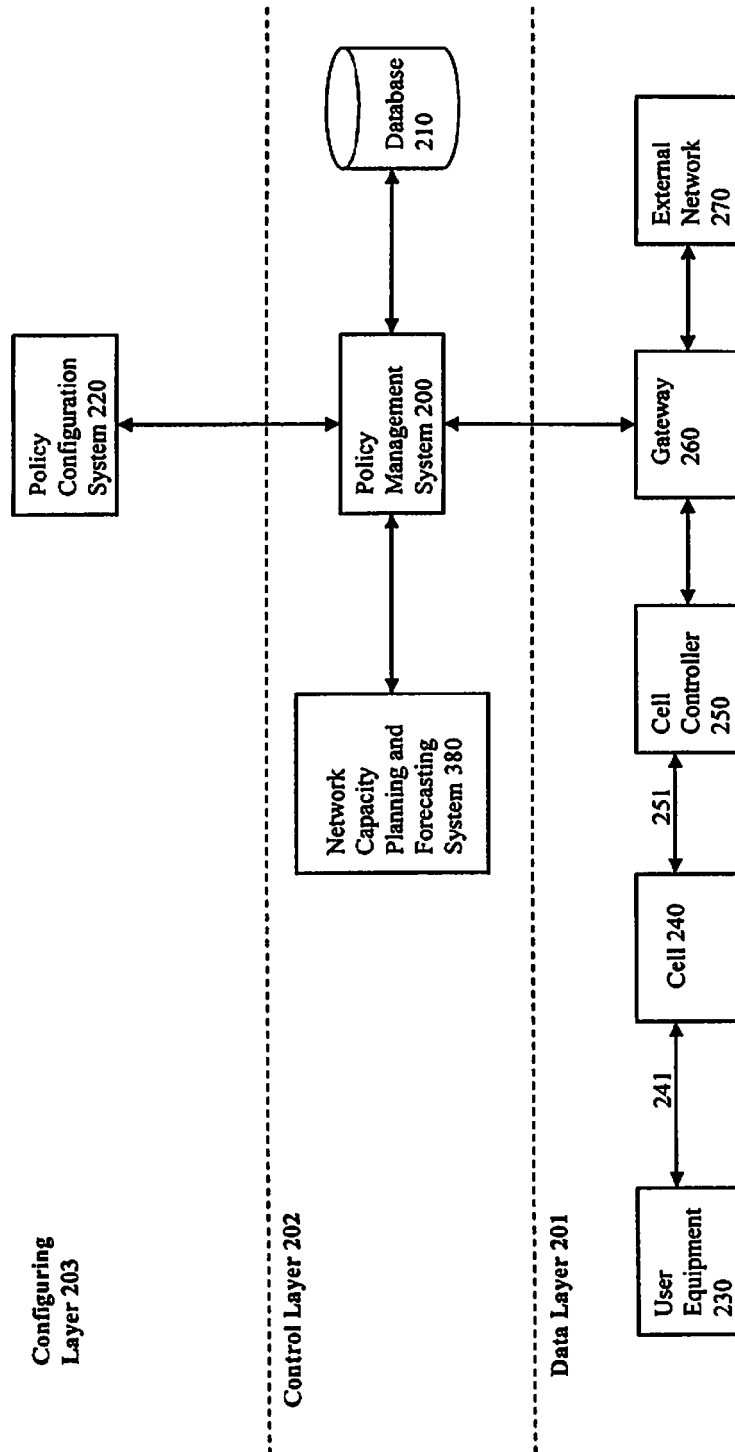 Configuring
Layer 203
Policy
Configuration
System 220
Control Layer 202
Network
Capacity
Planning and
Forecasting
System 380
Policy
Management
System 200
Database
210
Data Layer 201
User
Equipment
230
241
Cell 240
251
Cell
Controller
250
Gateway
260
External
Network
270